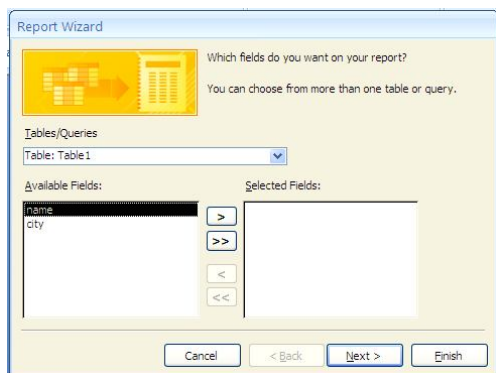 Report Wizard
Which fields do you want on your report?
You can choose from more than one table or query.
Tables/Queries
Table: Table1
Available Fields:
Selected Fields:
name
city
>
>>
<
<<
Cancel
< Back
Next >
Finish